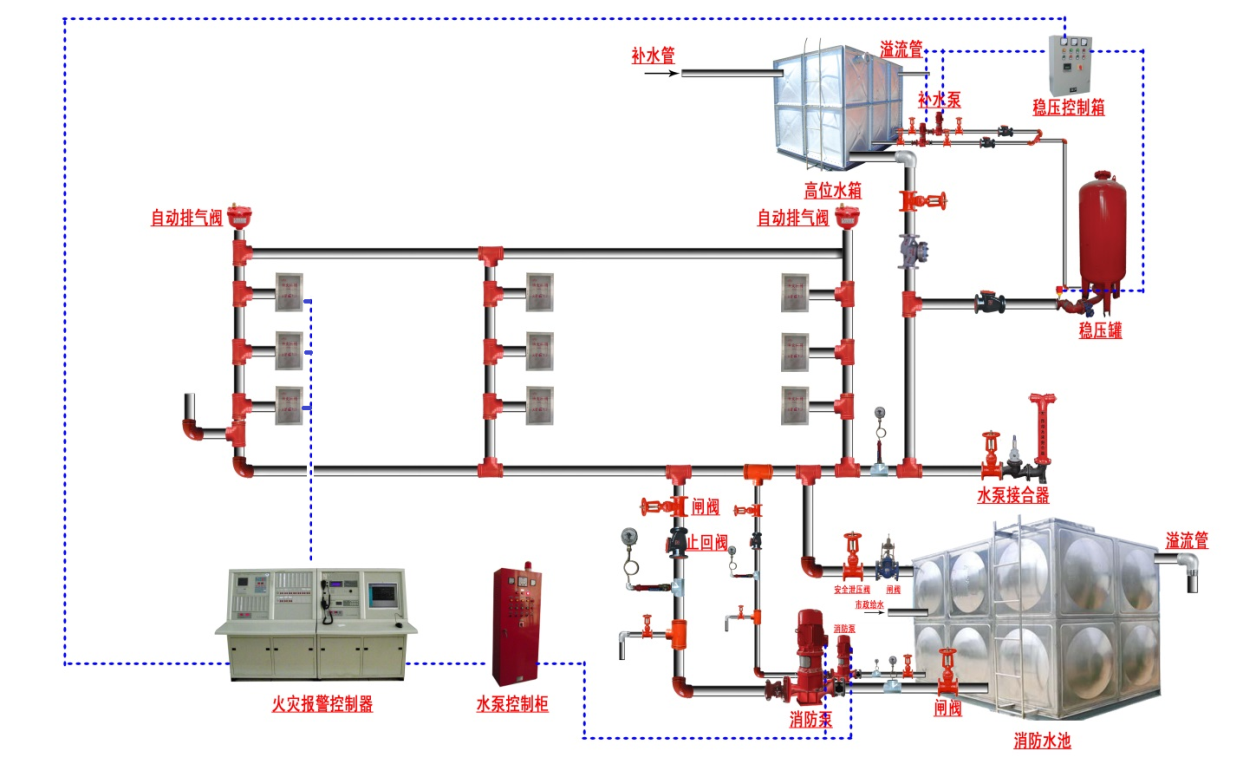 补水管
溢流管
补水泵
稳压控制箱
高位水箱
自动排气阀
自动排气阀
稳压罐
水泵接合器
闸阀
止回阀
溢流管
安全泄压阀
闸阀
市政给水
消防泵
火灾报警控制器
水泵控制柜
消防泵
闸阀
消防水池